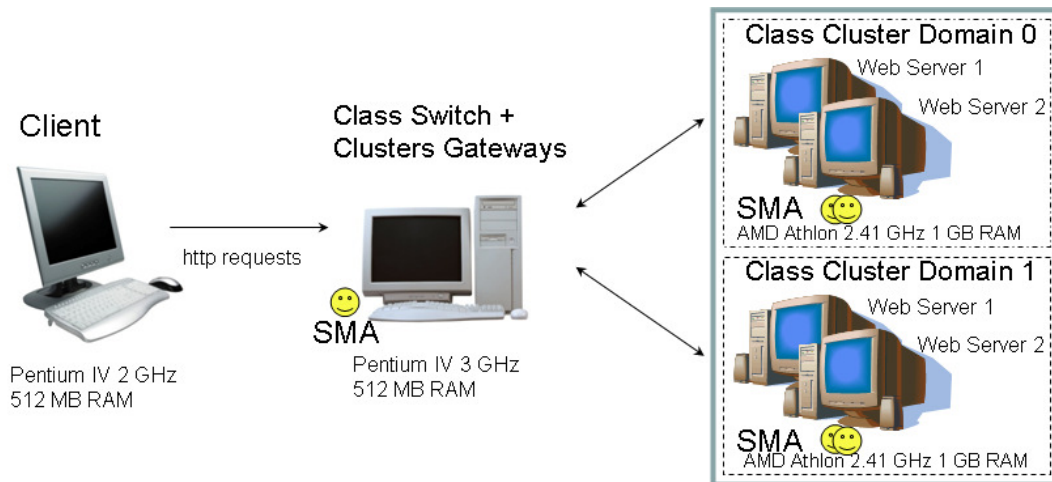 Client
Pentium IV 2 GHz
512 MB RAM
http requests
Class Switch +
Clusters Gateways
SMA
Pentium IV 3 GHz
512 MB RAM
Class Cluster Domain 0
Web Server 1
Web Server 2
SMA
AMD Athlon 2.41 GHz 1 GB RAM
Class Cluster Domain 1
Web Server 1
Web Server 2
SMA
AMD Athlon 2.41 GHz 1 GB RAM